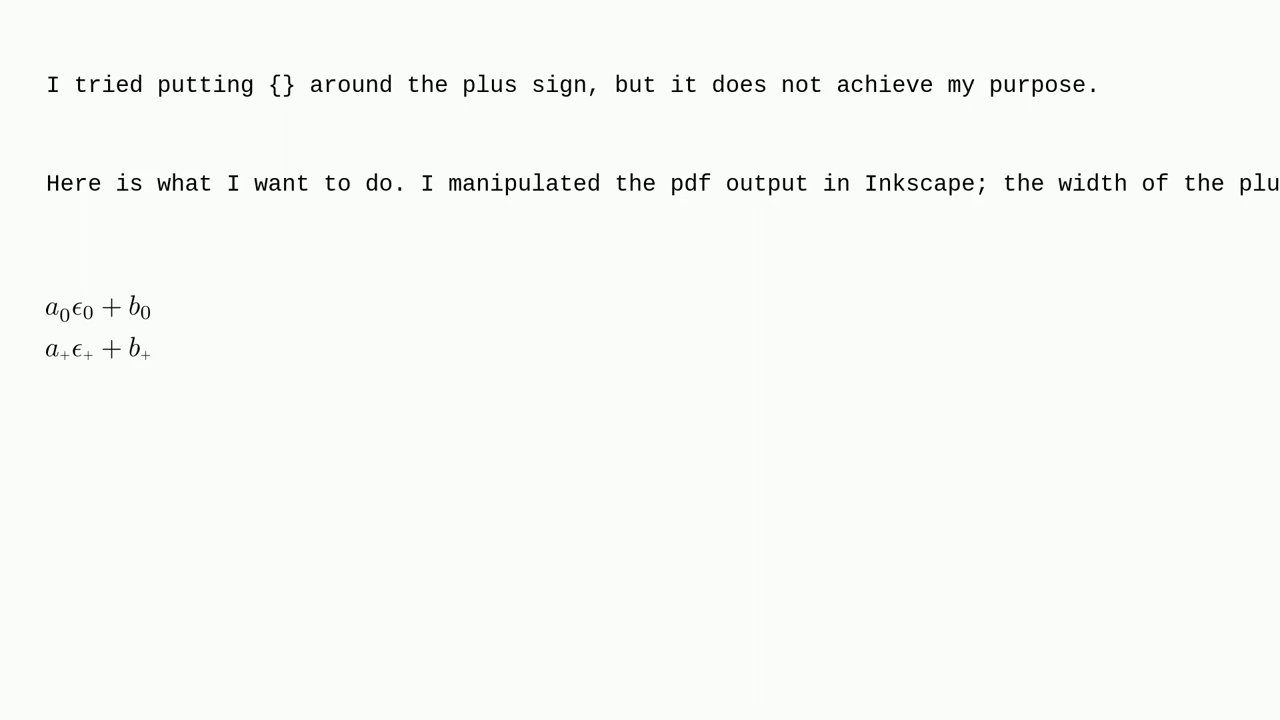 I tried putting {} around the plus sign, but it does not achieve my purpose.
Here is what I want to do. I manipulated the pdf output in Inkscape; the width of the plu
a₀ϵ₀ + b₀
a₊ϵ₊ + b₊